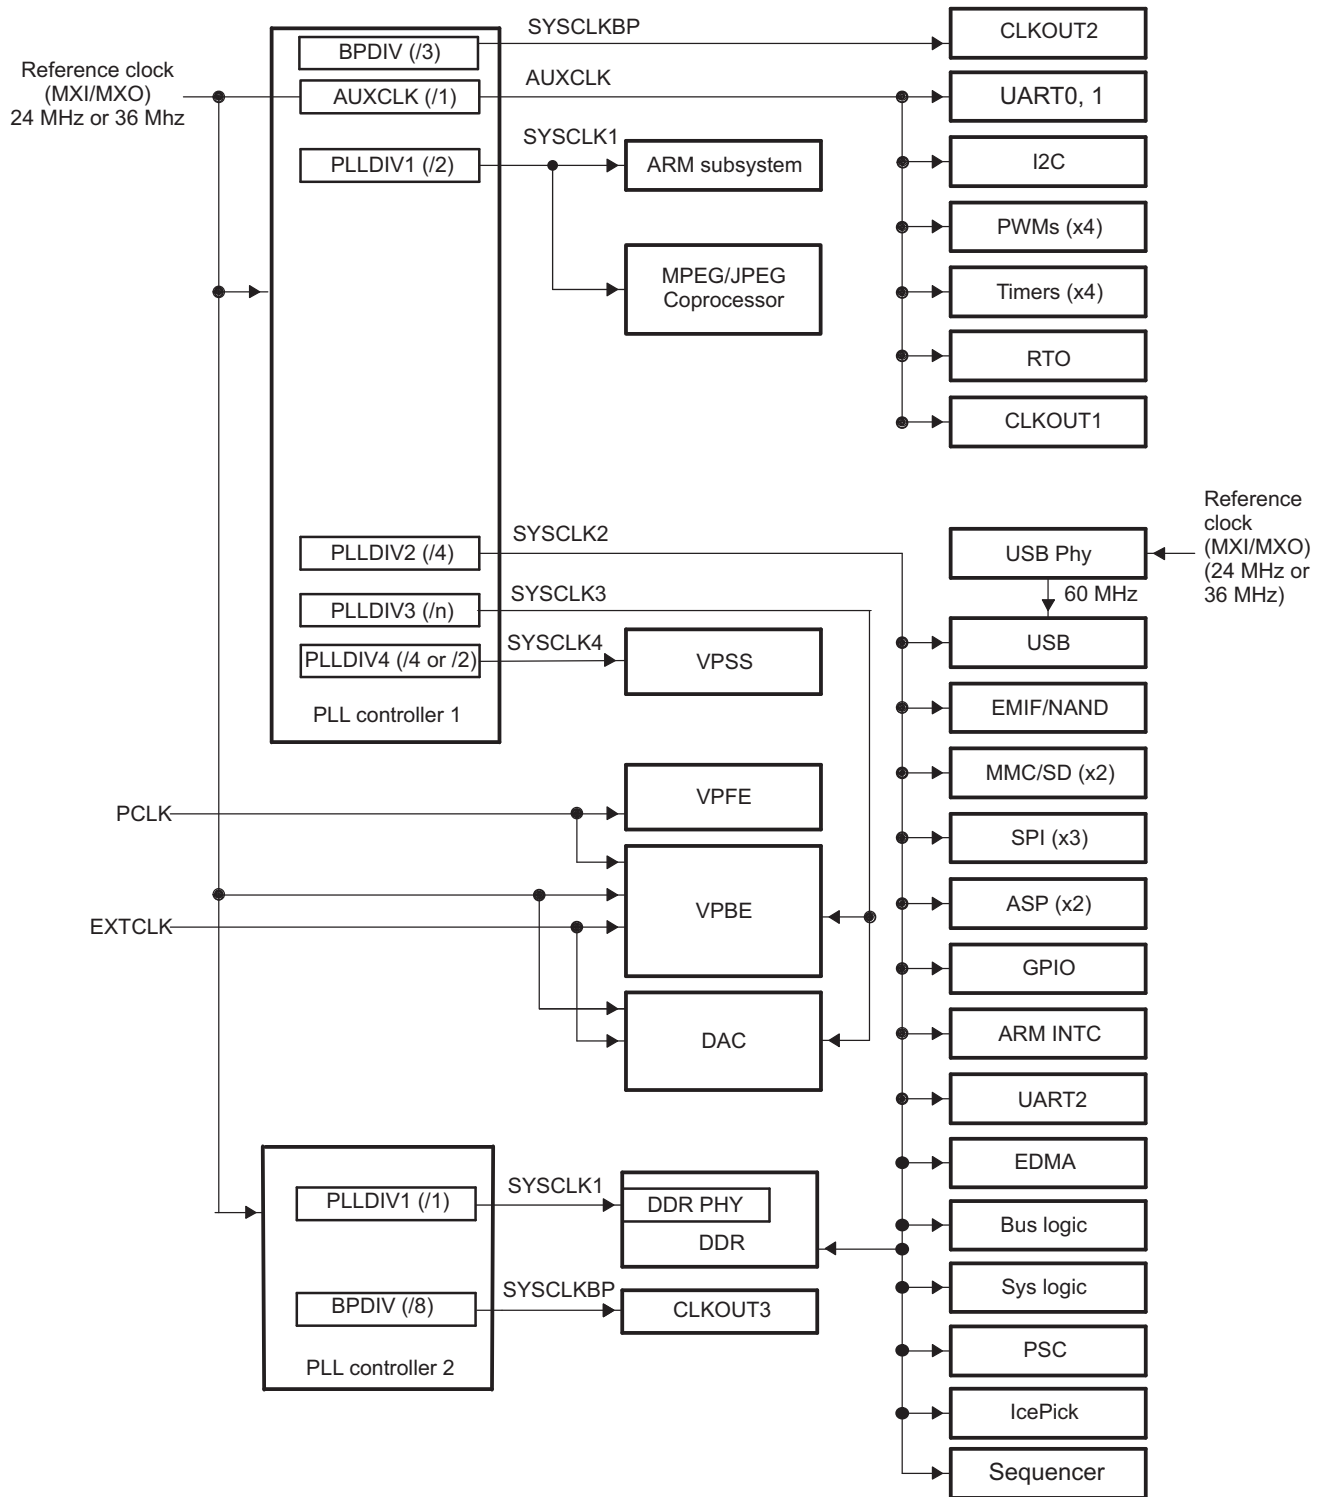 SYSCLKBP
CLKOUT2
BPDIV (/3)
Reference clock
(MXI/MXO)
24 MHz or 36 Mhz
AUXCLK (/1)
AUXCLK
UART0, 1
SYSCLK1
PLLDIV1 (/2)
ARM subsystem
I2C
PWMs (x4)
MPEG/JPEG
Coprocessor
Timers (x4)
RTO
CLKOUT1
Reference
clock
(MXI/MXO)
(24 MHz or
36 MHz)
SYSCLK2
PLLDIV2 (/4)
USB Phy
60 MHz
SYSCLK3
PLLDIV3 (/n)
SYSCLK4
PLLDIV4 (/4 or /2)
VPSS
USB
PLL controller 1
EMIF/NAND
MMC/SD (x2)
VPFE
PCLK
SPI (x3)
VPBE
ASP (x2)
EXTCLK
GPIO
DAC
ARM INTC
UART2
EDMA
SYSCLK1
PLLDIV1 (/1)
DDR PHY
DDR
Bus logic
SYSCLKBP
BPDIV (/8)
CLKOUT3
Sys logic
PLL controller 2
PSC
IcePick
Sequencer